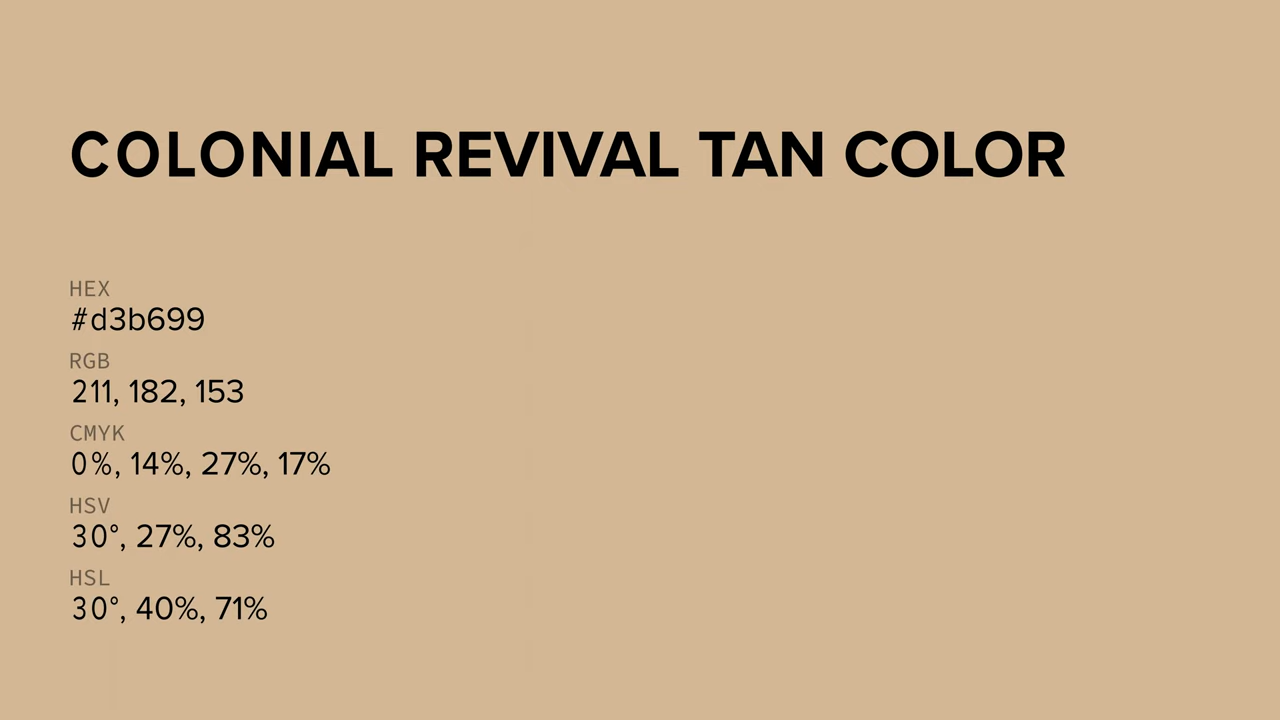 COLONIAL REVIVAL TAN COLOR
HEX
#d3b699
RGB
211, 182, 153
CMYK
0%, 14%, 27%, 17%
HSV
30°, 27%, 83%
HSL
30°, 40%, 71%